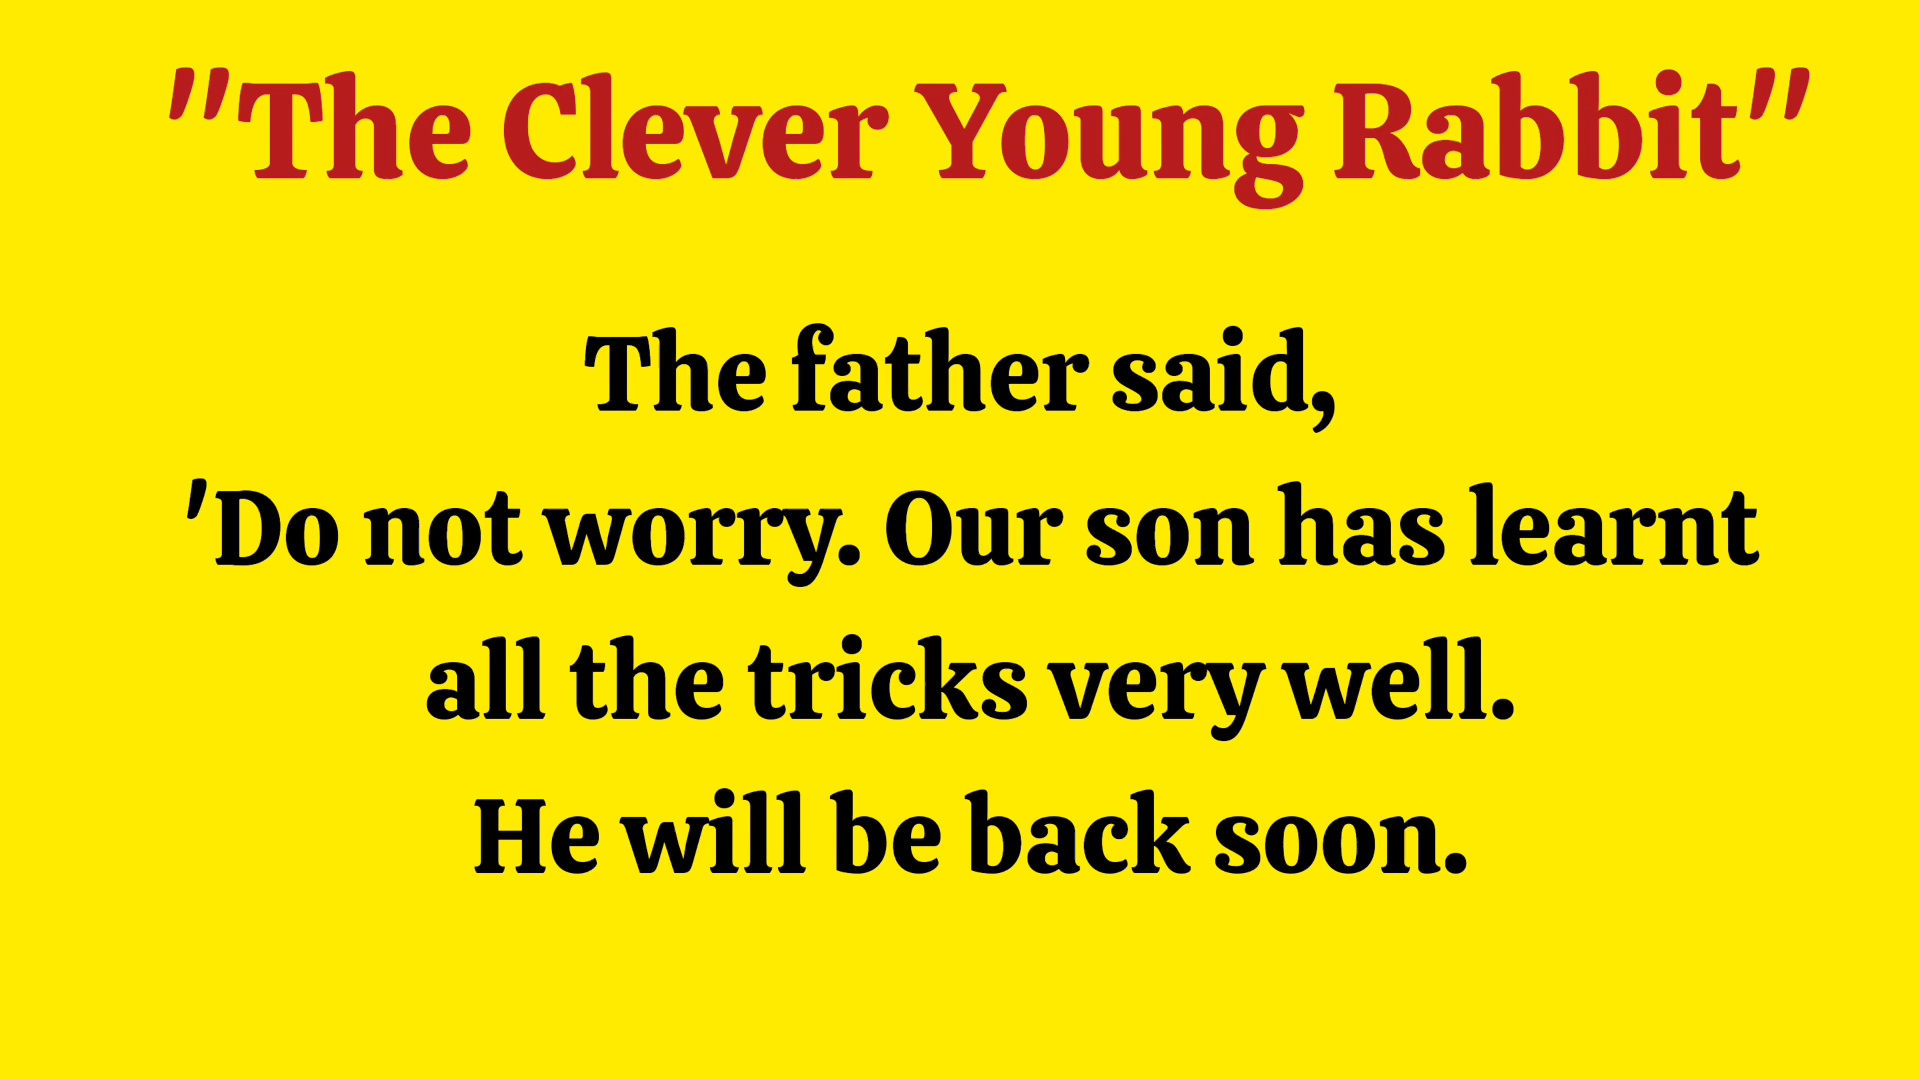 "The Clever Young Rabbit"
The father said,
'Do not worry. Our son has learnt
all the tricks very well.
He will be back soon.